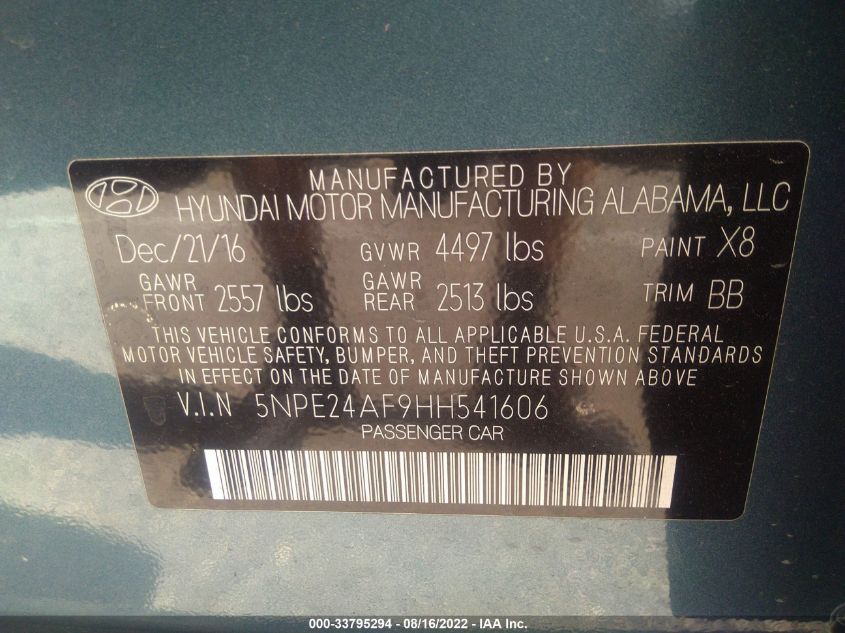 MANUFACTURED BY
HYUNDAI MOTOR MANUFACTURING ALABAMA, LLC
Dec/21/16 GVWR 4497 lbs PAINT X8
GAWR FRONT 2557 lbs GAWR REAR 2513 lbs TRIM BB
THIS VEHICLE CONFORMS TO ALL APPLICABLE U.S.A. FEDERAL
MOTOR VEHICLE SAFETY, BUMPER, AND THEFT PREVENTION STANDARDS
IN EFFECT ON THE DATE OF MANUFACTURE SHOWN ABOVE
V.I.N 5NPE24AF9HH541606
PASSENGER CAR
000-33795294 - 08/16/2022 - IAA Inc.